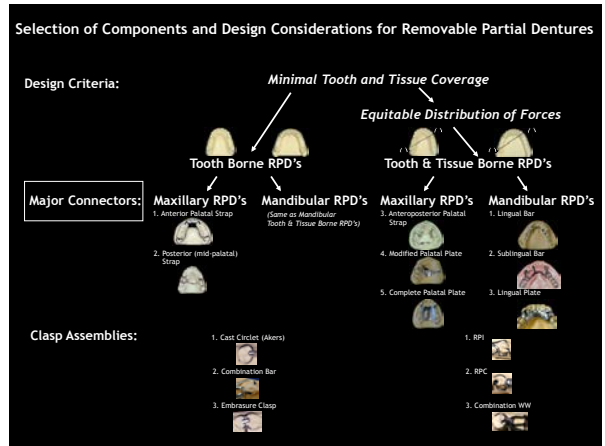 Selection of Components and Design Considerations for Removable Partial Dentures
Design Criteria:
Minimal Tooth and Tissue Coverage
Equitable Distribution of Forces
Tooth Borne RPD's
Tooth & Tissue Borne RPD's
Major Connectors:
Maxillary RPD's
1. Anterior Palatal Strap
2. Posterior (mid-palatal)
Strap
Mandibular RPD's
(Same as Mandibular
Tooth & Tissue Borne RPD's)
Maxillary RPD's
3. Anteroposterior Palatal
Strap
4. Modified Palatal Plate
5. Complete Palatal Plate
Mandibular RPD's
1. Lingual Bar
2. Sublingual Bar
3. Lingual Plate
Clasp Assemblies:
1. Cast Circlet (Akers)
2. Combination Bar
3. Embrasure Clasp
1. RPI
2. RPC
3. Combination WW